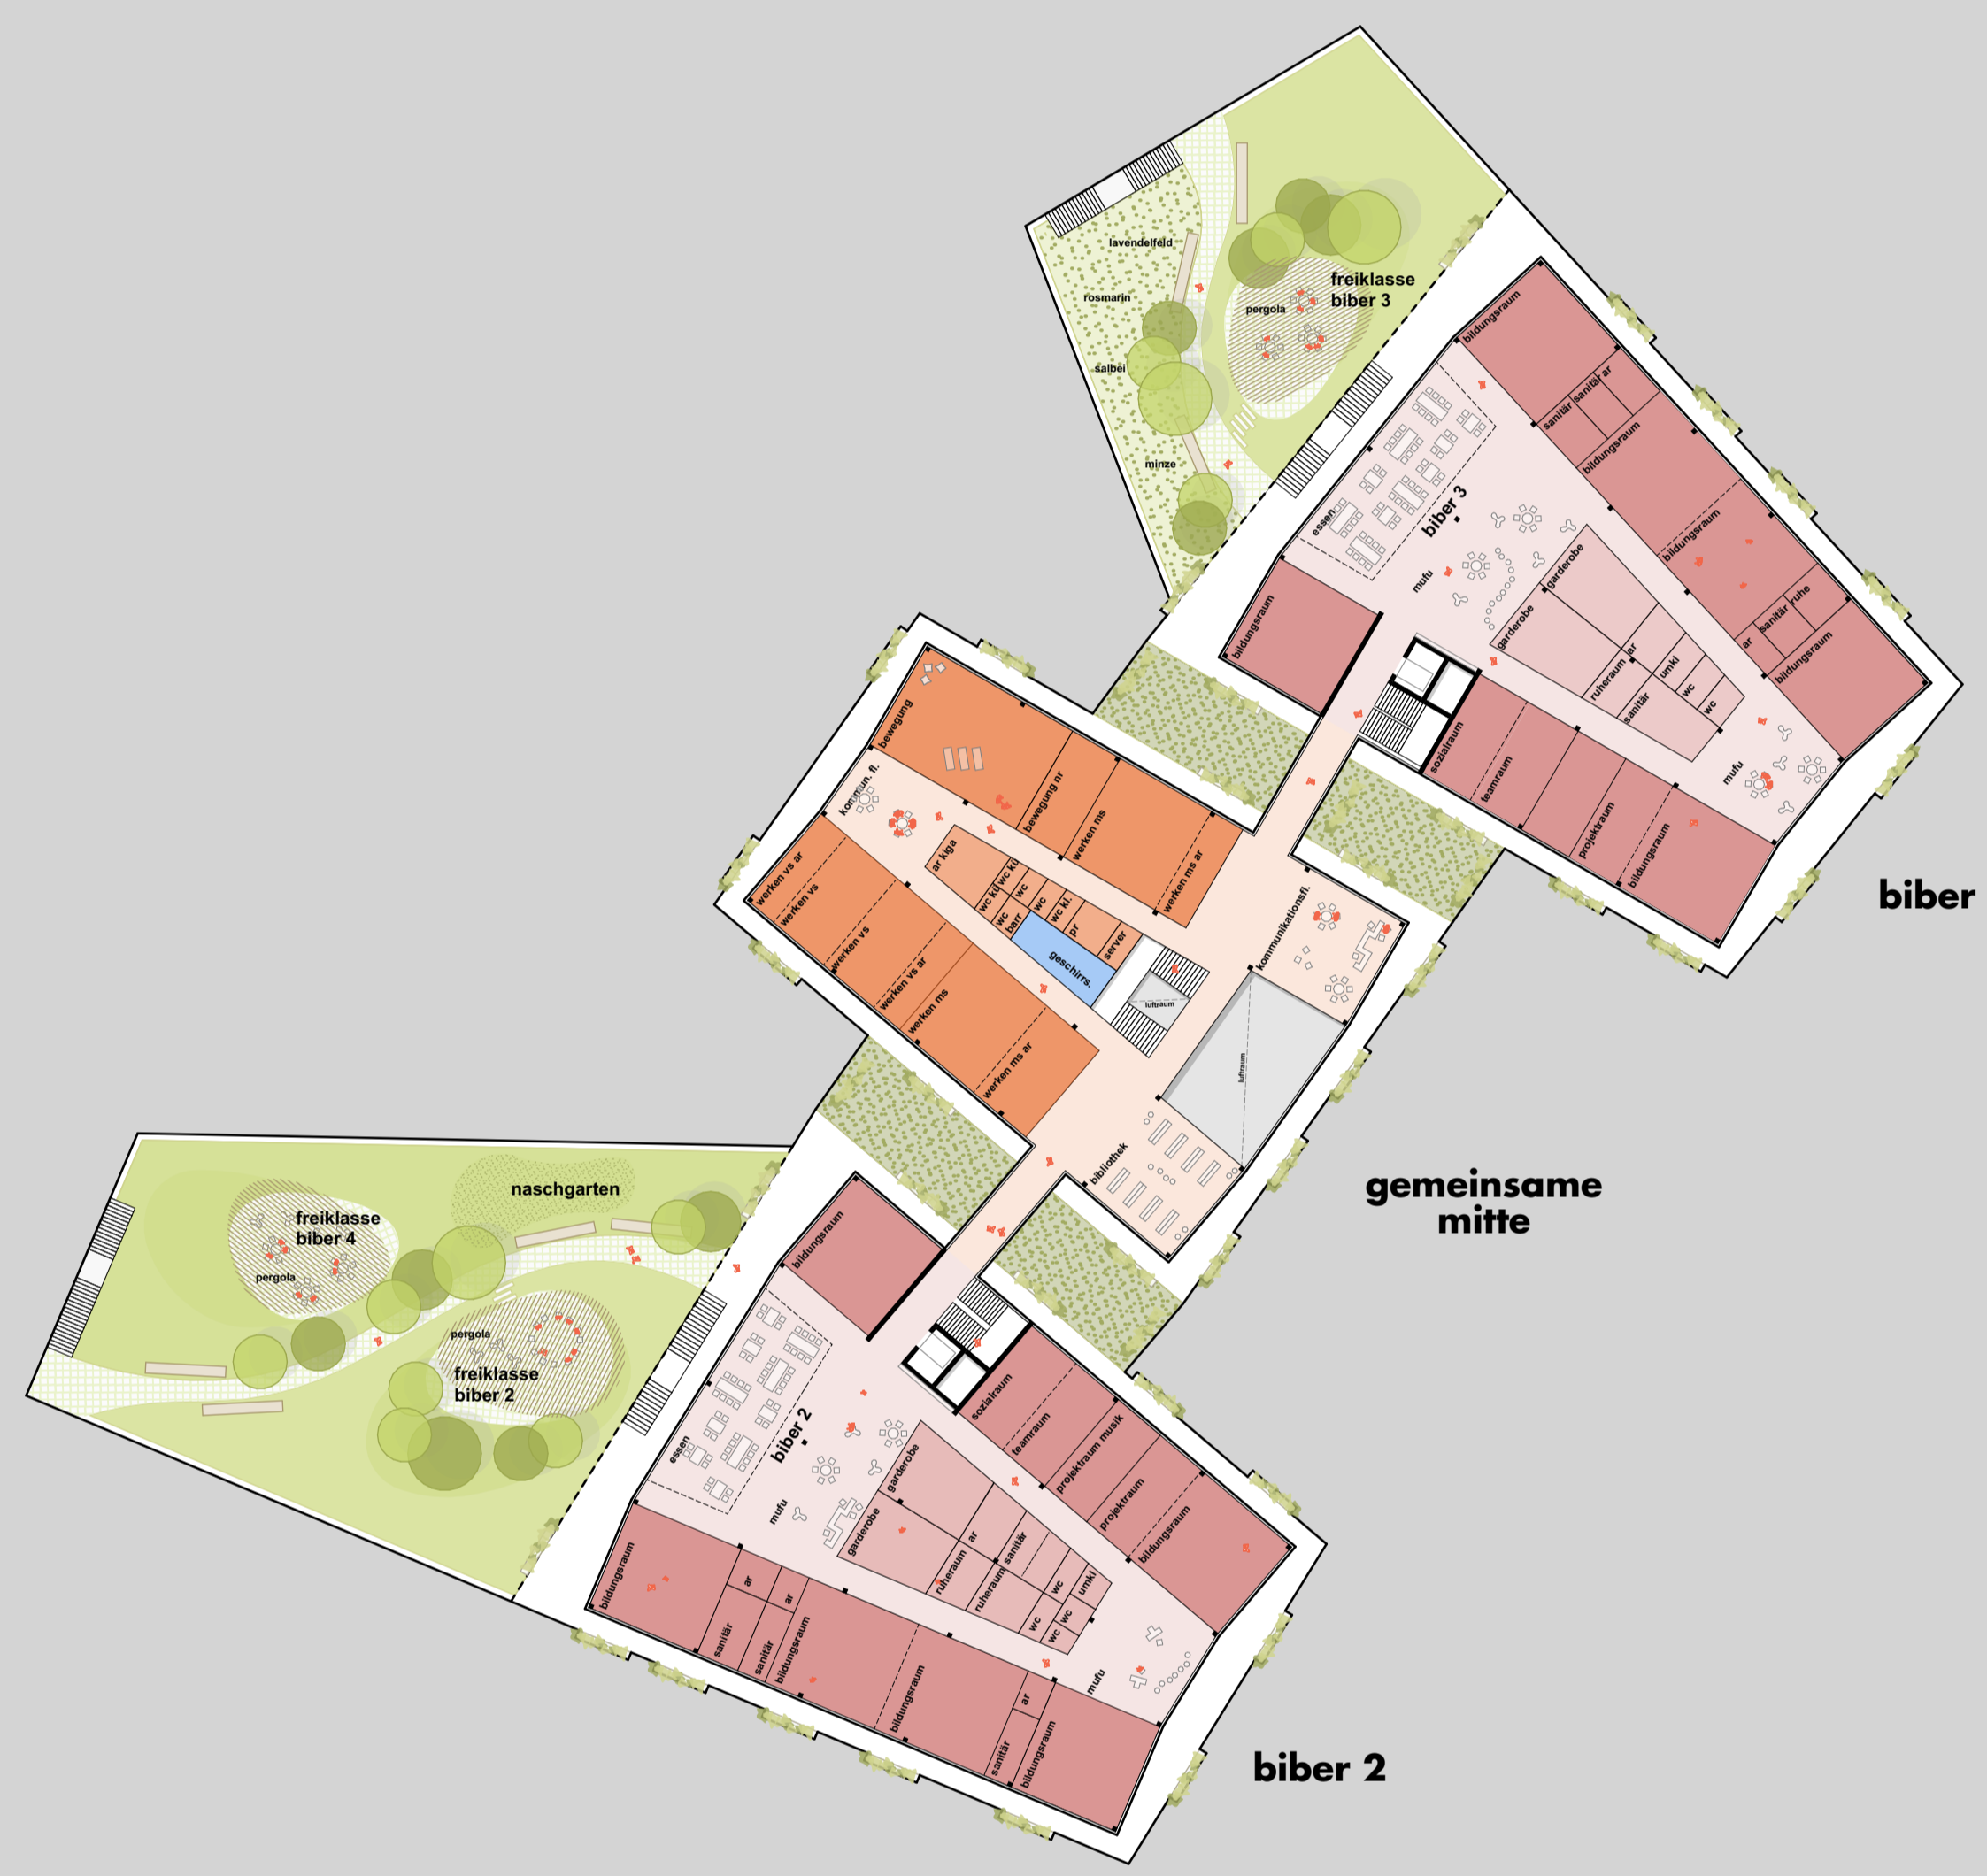 lavendelfeld
rosmarin
salbei
minze
pergola
freiklasse
biber 3
bildungsraum
sanitär
sanitär
ar
bildungsraum
bildungsraum
ar
sanitär
ruhe
bildungsraum
essen
biber 3
mufu
garderobe
garderobe
ruheraum
ar
sanitär
umkl
wc
wc
mufu
bildungsraum
sozialraum
teamraum
projektraum
bildungsraum
biber
bewegung
bewegung nr
werken ms
werken ms ar
kommun. fl.
ar kiga
wc kü
wc kü
wc
wc
wc
barr
wc kl.
pr
server
geschirrs.
luftraum
werken vs ar
werken vs
werken vs
werken vs ar
werken ms
werken ms ar
kommunikationsfl.
luftraum
bibliothek
gemeinsame
mitte
naschgarten
freiklasse
biber 4
pergola
pergola
freiklasse
biber 2
bildungsraum
essen
biber 2
mufu
sozialraum
teamraum
projektraum musik
projektraum
bildungsraum
garderobe
garderobe
ar
ruheraum
sanitär
ruheraum
wc
umkl
wc
wc
wc
mufu
bildungsraum
ar
sanitär
ar
sanitär
bildungsraum
bildungsraum
ar
sanitär
bildungsraum
biber 2